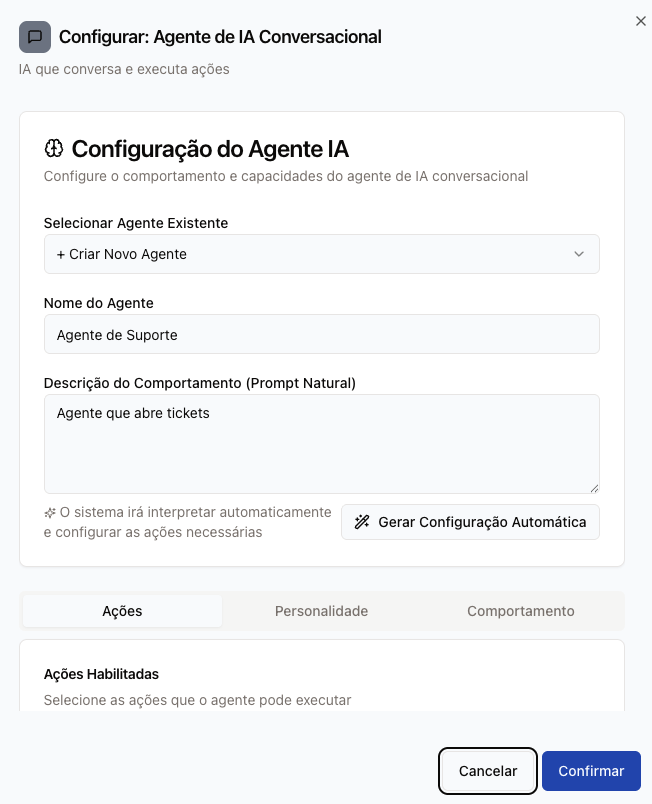 Configurar: Agente de IA Conversacional
IA que conversa e executa ações
Configuração do Agente IA
Configure o comportamento e capacidades do agente de IA conversacional
Selecionar Agente Existente
+ Criar Novo Agente
Nome do Agente
Agente de Suporte
Descrição do Comportamento (Prompt Natural)
Agente que abre tickets
O sistema irá interpretar automaticamente
e configurar as ações necessárias
Gerar Configuração Automática
Ações
Personalidade
Comportamento
Ações Habilitadas
Selecione as ações que o agente pode executar
Cancelar
Confirmar